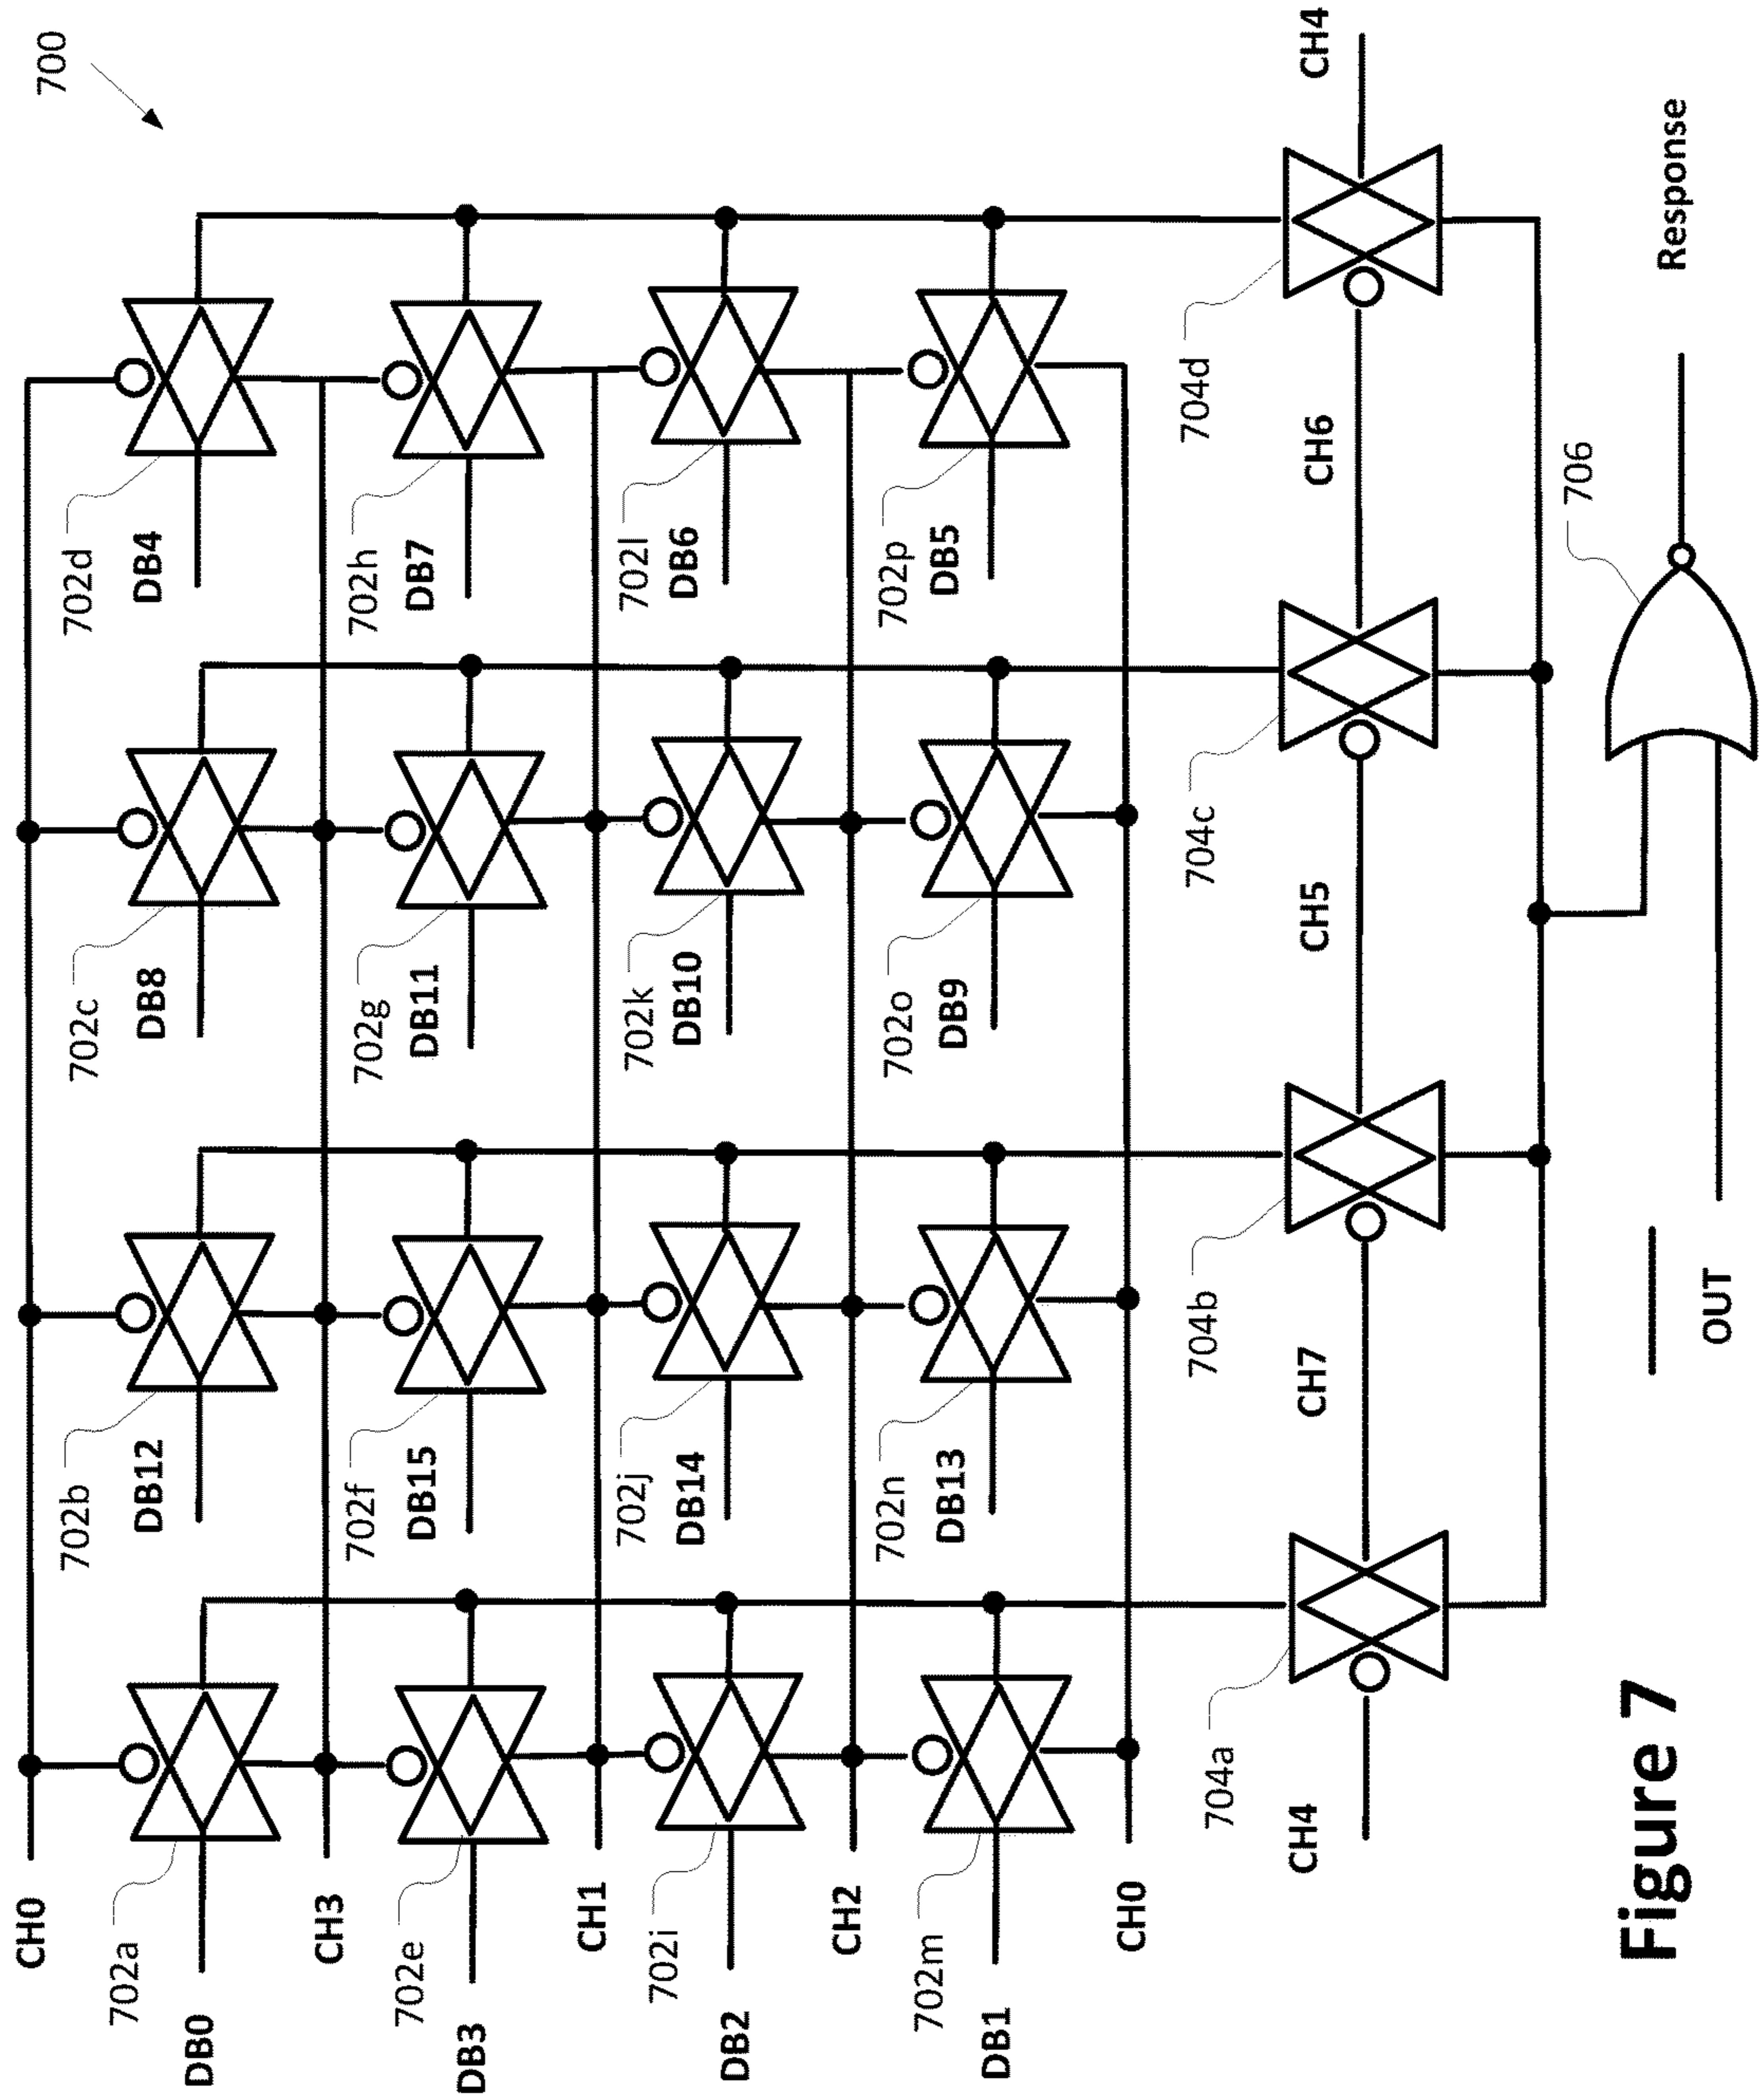 700
CH0
702a
702b
702c
702d
DB0
DB12
DB8
DB4
CH3
702e
702f
702g
702h
DB3
DB15
DB11
DB7
CH1
702i
702j
702k
702l
DB2
DB14
DB10
DB6
CH2
702m
702n
702o
702p
DB1
DB13
DB9
DB5
CH0
704a
704b
704c
704d
CH4
CH7
CH5
CH6
CH4
706
Response
OUT
Figure 7